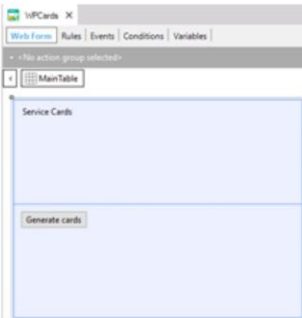 WPCards X
Web Form Rules Events Conditions Variables
<No action group selected>
MainTable
Service Cards
Generate cards